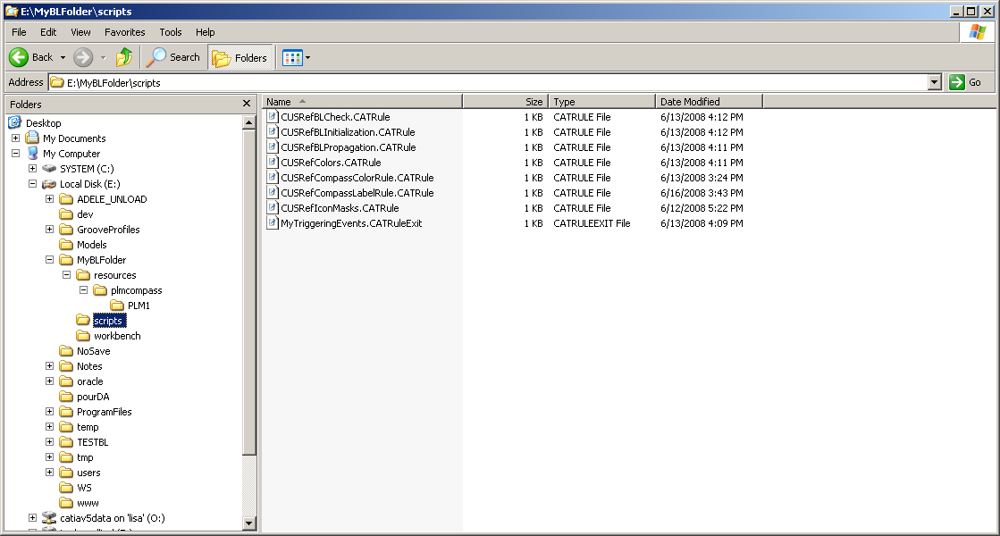 E:\MyBLFolder\scripts
File Edit View Favorites Tools Help
Back Search Folders
Address E:\MyBLFolder\scripts Go
Folders
Desktop
My Documents
My Computer
SYSTEM (C:)
Local Disk (E:)
ADELE_UNLOAD
dev
GrooveProfiles
Models
MyBLFolder
resources
plmcompass
PLM1
scripts
workbench
NoSave
Notes
oracle
pourDA
ProgramFiles
temp
TESTBL
tmp
users
WS
www
catiav5data on 'lisa' (O:)
Name Size Type Date Modified
CUSRefBLCheck.CATRule 1 KB CATRULE File 6/13/2008 4:12 PM
CUSRefBLInitialization.CATRule 1 KB CATRULE File 6/13/2008 4:12 PM
CUSRefBLPropagation.CATRule 1 KB CATRULE File 6/13/2008 4:11 PM
CUSRefColors.CATRule 1 KB CATRULE File 6/13/2008 4:11 PM
CUSRefCompassColorRule.CATRule 1 KB CATRULE File 6/13/2008 3:24 PM
CUSRefCompassLabelRule.CATRule 1 KB CATRULE File 6/16/2008 3:43 PM
CUSRefIconMasks.CATRule 1 KB CATRULE File 6/12/2008 5:22 PM
MyTriggeringEvents.CATRuleExit 1 KB CATRULEEXIT File 6/13/2008 4:09 PM